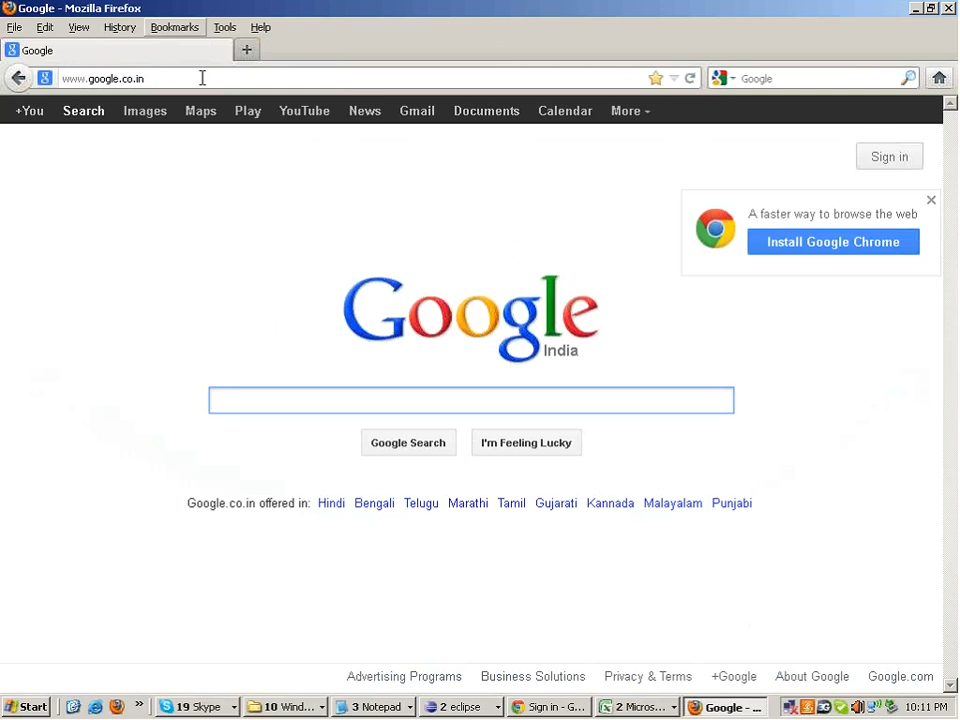 Google - Mozilla Firefox
File Edit View History Bookmarks Tools Help
Google
www.google.co.in Google
+You Search Images Maps Play YouTube News Gmail Documents Calendar More
Sign in
A faster way to browse the web
Install Google Chrome
Google
India
Google Search I'm Feeling Lucky
Google.co.in offered in: Hindi Bengali Telugu Marathi Tamil Gujarati Kannada Malayalam Punjabi
Advertising Programs Business Solutions Privacy & Terms +Google About Google Google.com
Start » 19 Skype 10 Wind... 3 Notepad 2 eclipse Sign in - G... 2 Micros... Google - ... 10:11 PM